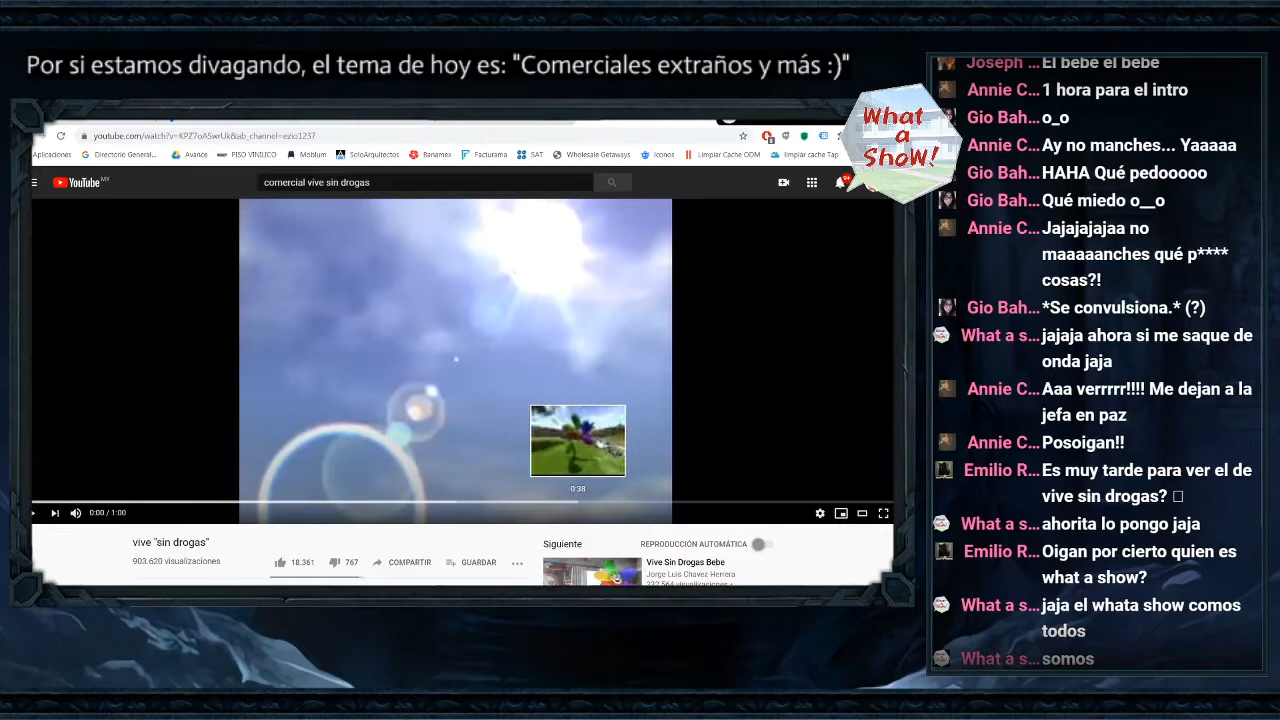 Por si estamos divagando, el tema de hoy es: "Comerciales extraños y más :)"
What
a
SHOW!
youtube.com/watch?v=KPZ7oASwrUk&ab_channel=ezio1237
Aplicaciones Directorio General... Avance PISO VINILICO Mobium SoloArquitectos Banamex Facturama SAT Wholesale Getaways Iconos Limpiar Cache ODM limpiar cache Tap
YouTube MX comercial vive sin drogas 9+
0:38
0:00 / 1:00
vive "sin drogas"
903.620 visualizaciones
18.361 767 COMPARTIR GUARDAR ...
Siguiente REPRODUCCIÓN AUTOMÁTICA
Vive Sin Drogas Bebe
Jorge Luis Chavez Herrera
332.564 visualizaciones
Joseph ... El bebe el bebe
Annie C... 1 hora para el intro
Gio Bah... o_o
Annie C... Ay no manches... Yaaaaa
Gio Bah... HAHA Qué pedooooo
Gio Bah... Qué miedo o__o
Annie C... Jajajajajaa no
maaaaanches qué p****
cosas?!
Gio Bah... *Se convulsiona.* (?)
What a s... jajaja ahora si me saque de
onda jaja
Annie C... Aaa verrrrr!!!! Me dejan a la
jefa en paz
Annie C... Posoigan!!
Emilio R... Es muy tarde para ver el de
vive sin drogas? □
What a s... ahorita lo pongo jaja
Emilio R... Oigan por cierto quien es
what a show?
What a s... jaja el whata show comos
todos
What a s... somos